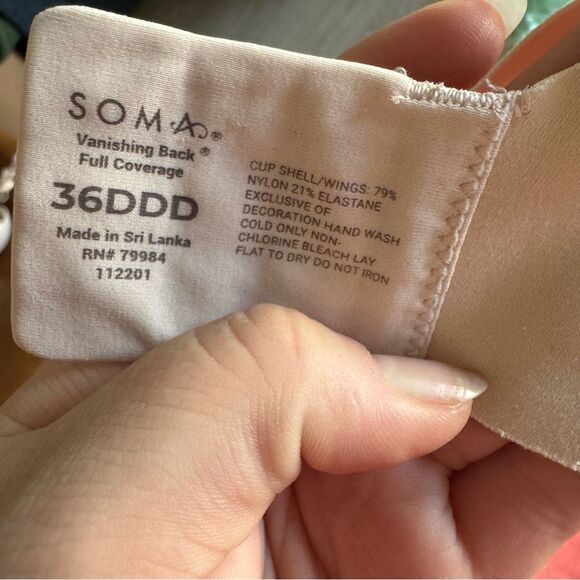 SOMA®
Vanishing Back®
Full Coverage
36DDD
Made in Sri Lanka
RN# 79984
112201
CUP SHELL/WINGS: 79%
NYLON 21% ELASTANE
EXCLUSIVE OF
DECORATION HAND WASH
COLD ONLY NON-
CHLORINE BLEACH LAY
FLAT TO DRY DO NOT IRON